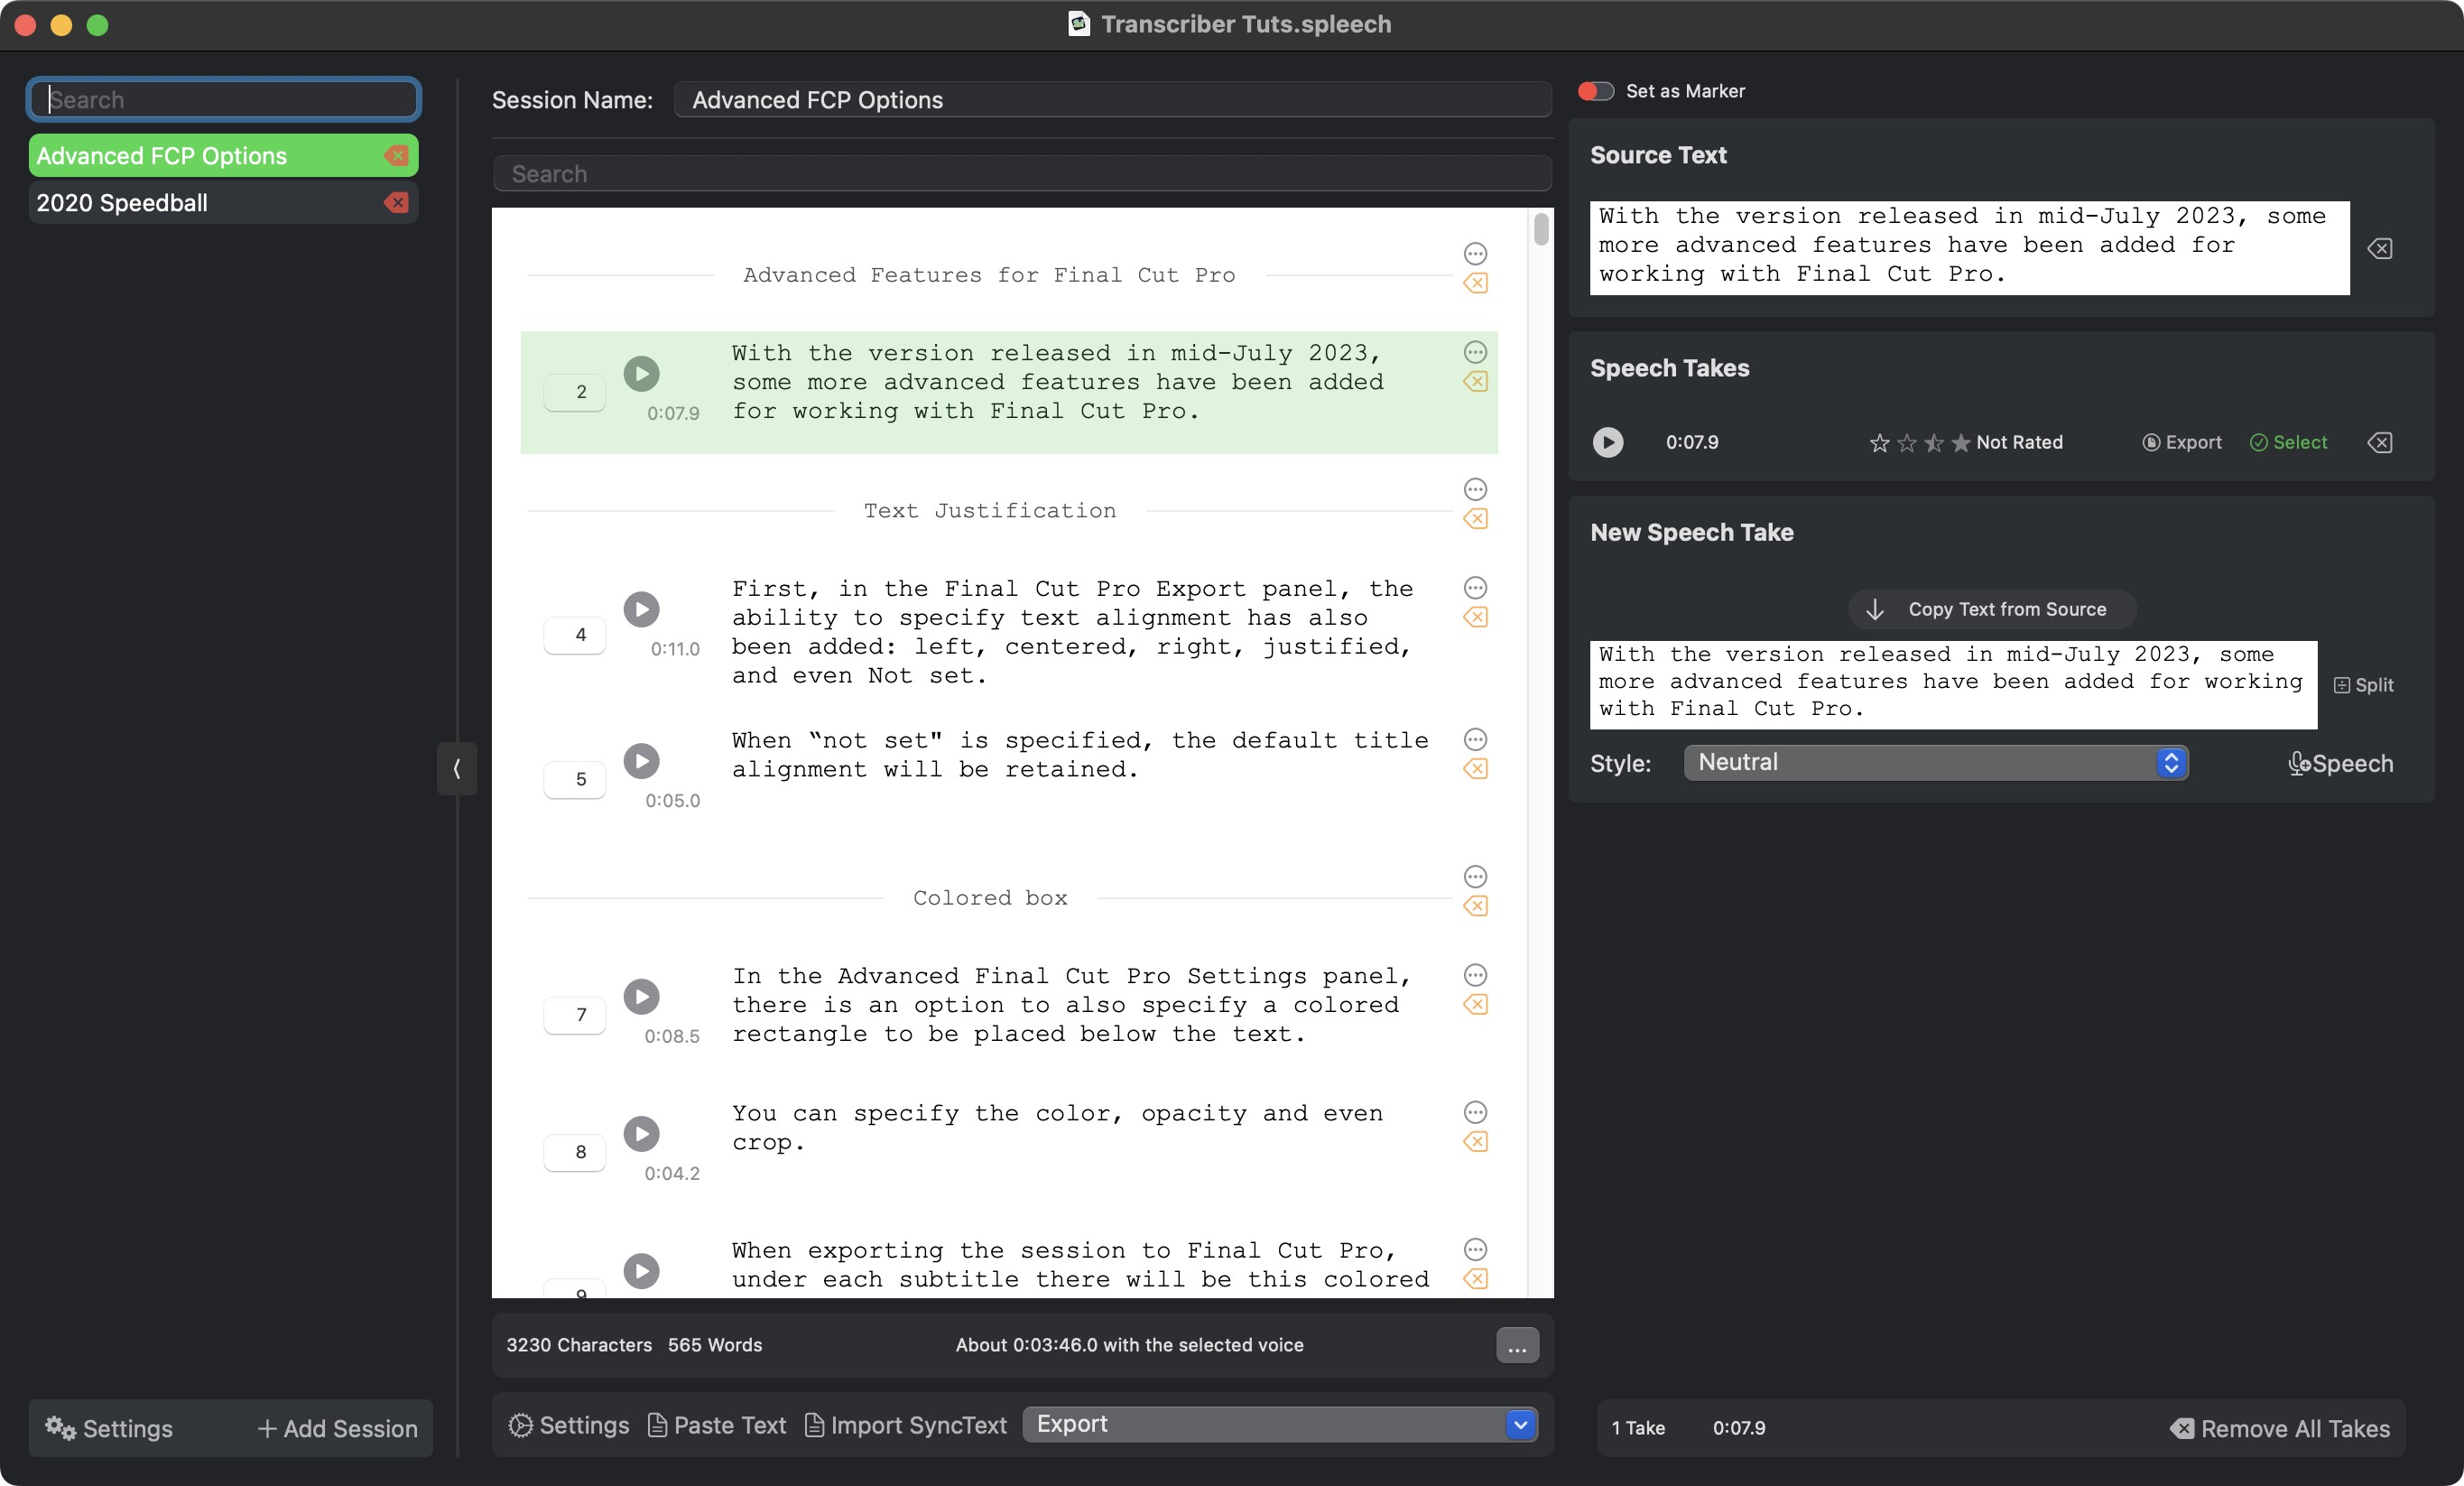 Transcriber Tuts.spleech
Search
Advanced FCP Options
2020 Speedball
Settings
Add Session
Session Name:
Advanced FCP Options
Search
Advanced Features for Final Cut Pro
2
0:07.9
With the version released in mid-July 2023,
some more advanced features have been added
for working with Final Cut Pro.
Text Justification
4
0:11.0
First, in the Final Cut Pro Export panel, the
ability to specify text alignment has also
been added: left, centered, right, justified,
and even Not set.
5
0:05.0
When “not set" is specified, the default title
alignment will be retained.
Colored box
7
0:08.5
In the Advanced Final Cut Pro Settings panel,
there is an option to also specify a colored
rectangle to be placed below the text.
8
0:04.2
You can specify the color, opacity and even
crop.
9
When exporting the session to Final Cut Pro,
under each subtitle there will be this colored
3230 Characters 565 Words
About 0:03:46.0 with the selected voice
...
Settings
Paste Text
Import SyncText
Export
Set as Marker
Source Text
With the version released in mid-July 2023, some
more advanced features have been added for
working with Final Cut Pro.
Speech Takes
0:07.9
Not Rated
Export
Select
New Speech Take
Copy Text from Source
With the version released in mid-July 2023, some
more advanced features have been added for working
with Final Cut Pro.
Split
Style:
Neutral
Speech
1 Take
0:07.9
Remove All Takes